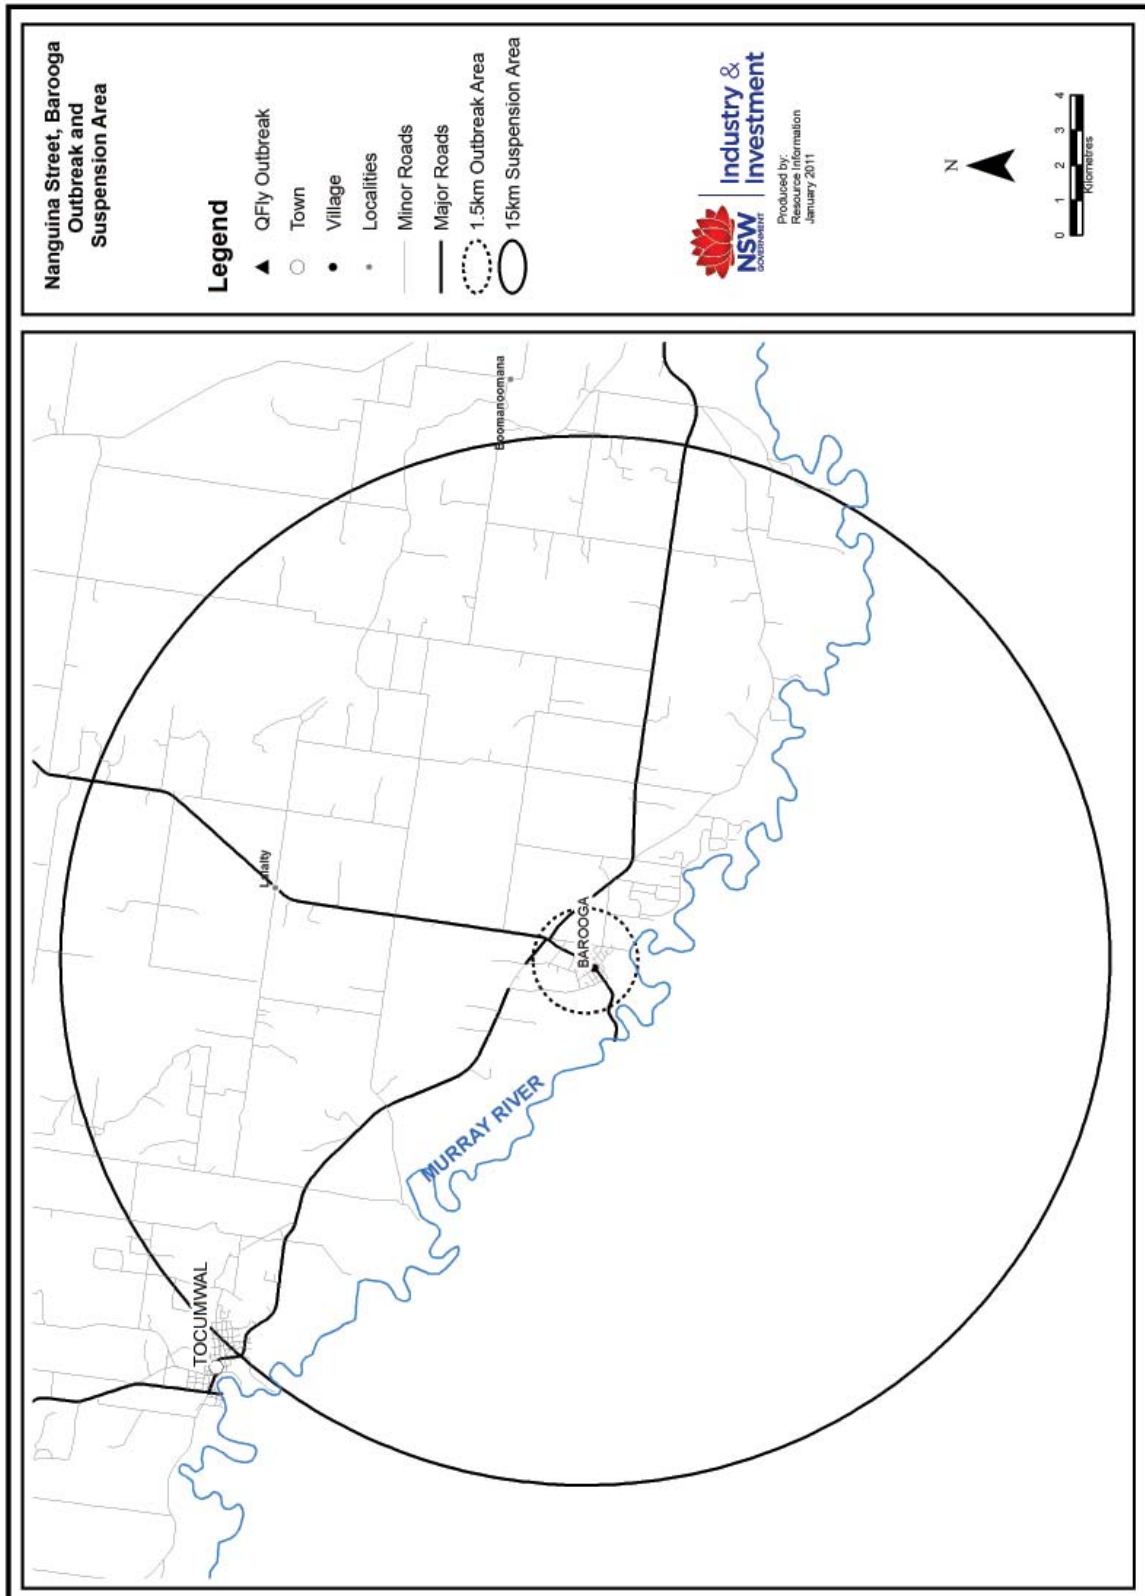 Nanguina Street, Barooga
Outbreak and
Suspension Area
Legend
QFly Outbreak
Town
Village
Localities
Minor Roads
Major Roads
1.5km Outbreak Area
15km Suspension Area
NSW
GOVERNMENT
Industry &
Investment
Produced by:
Resource Information
January 2011
N
0 1 2 3 4
Kilometres
Boomanoomana
Lalalty
BAROOGA
MURRAY RIVER
TOCUMWAL